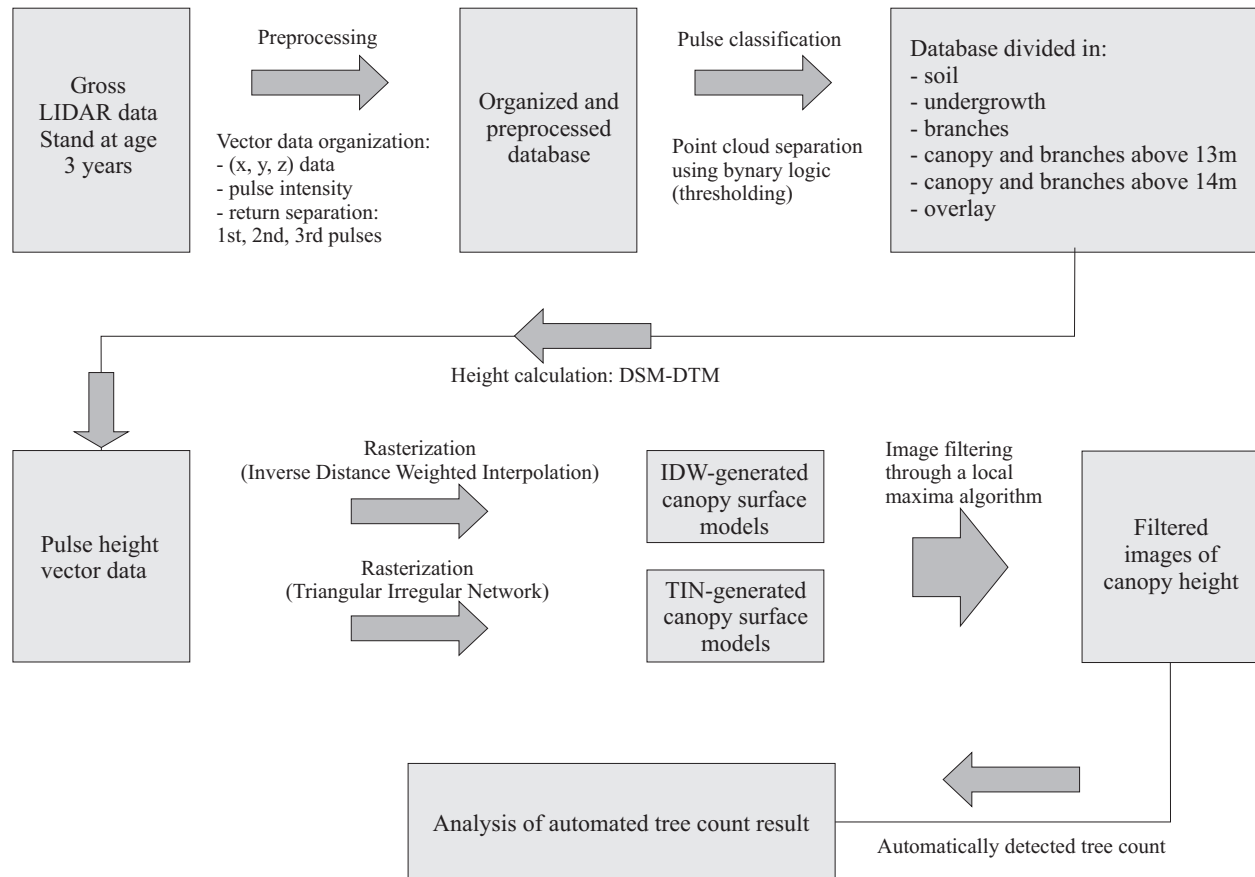 Gross
LIDAR data
Stand at age
3 years
Preprocessing
Vector data organization:
- (x, y, z) data
- pulse intensity
- return separation:
1st, 2nd, 3rd pulses
Organized and
preprocessed
database
Pulse classification
Point cloud separation
using bynary logic
(thresholding)
Database divided in:
- soil
- undergrowth
- branches
- canopy and branches above 13m
- canopy and branches above 14m
- overlay
Height calculation: DSM-DTM
Pulse height
vector data
Rasterization
(Inverse Distance Weighted Interpolation)
Rasterization
(Triangular Irregular Network)
IDW-generated
canopy surface
models
TIN-generated
canopy surface
models
Image filtering
through a local
maxima algorithm
Filtered
images of
canopy height
Automatically detected tree count
Analysis of automated tree count result